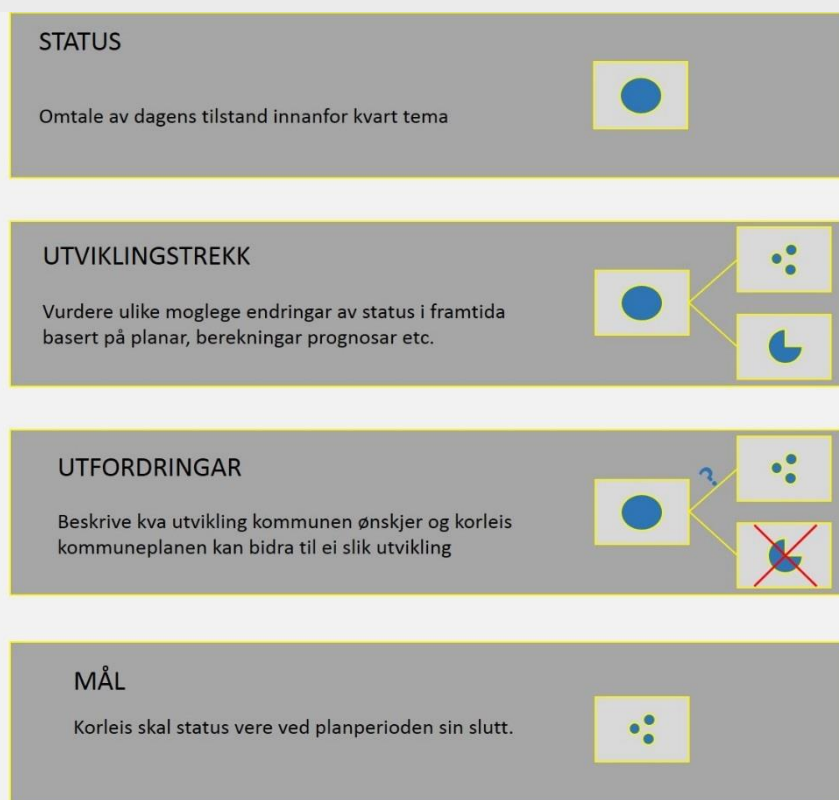 STATUS
Omtale av dagens tilstand innanfor kvart tema
UTVIKLINGSTREKK
Vurdere ulike moglege endringar av status i framtida
basert på planar, berekningar prognosar etc.
UTFORDRINGAR
?
Beskrive kva utvikling kommunen ønskjer og korleis
kommuneplanen kan bidra til ei slik utvikling
MÅL
Korleis skal status vere ved planperioden sin slutt.